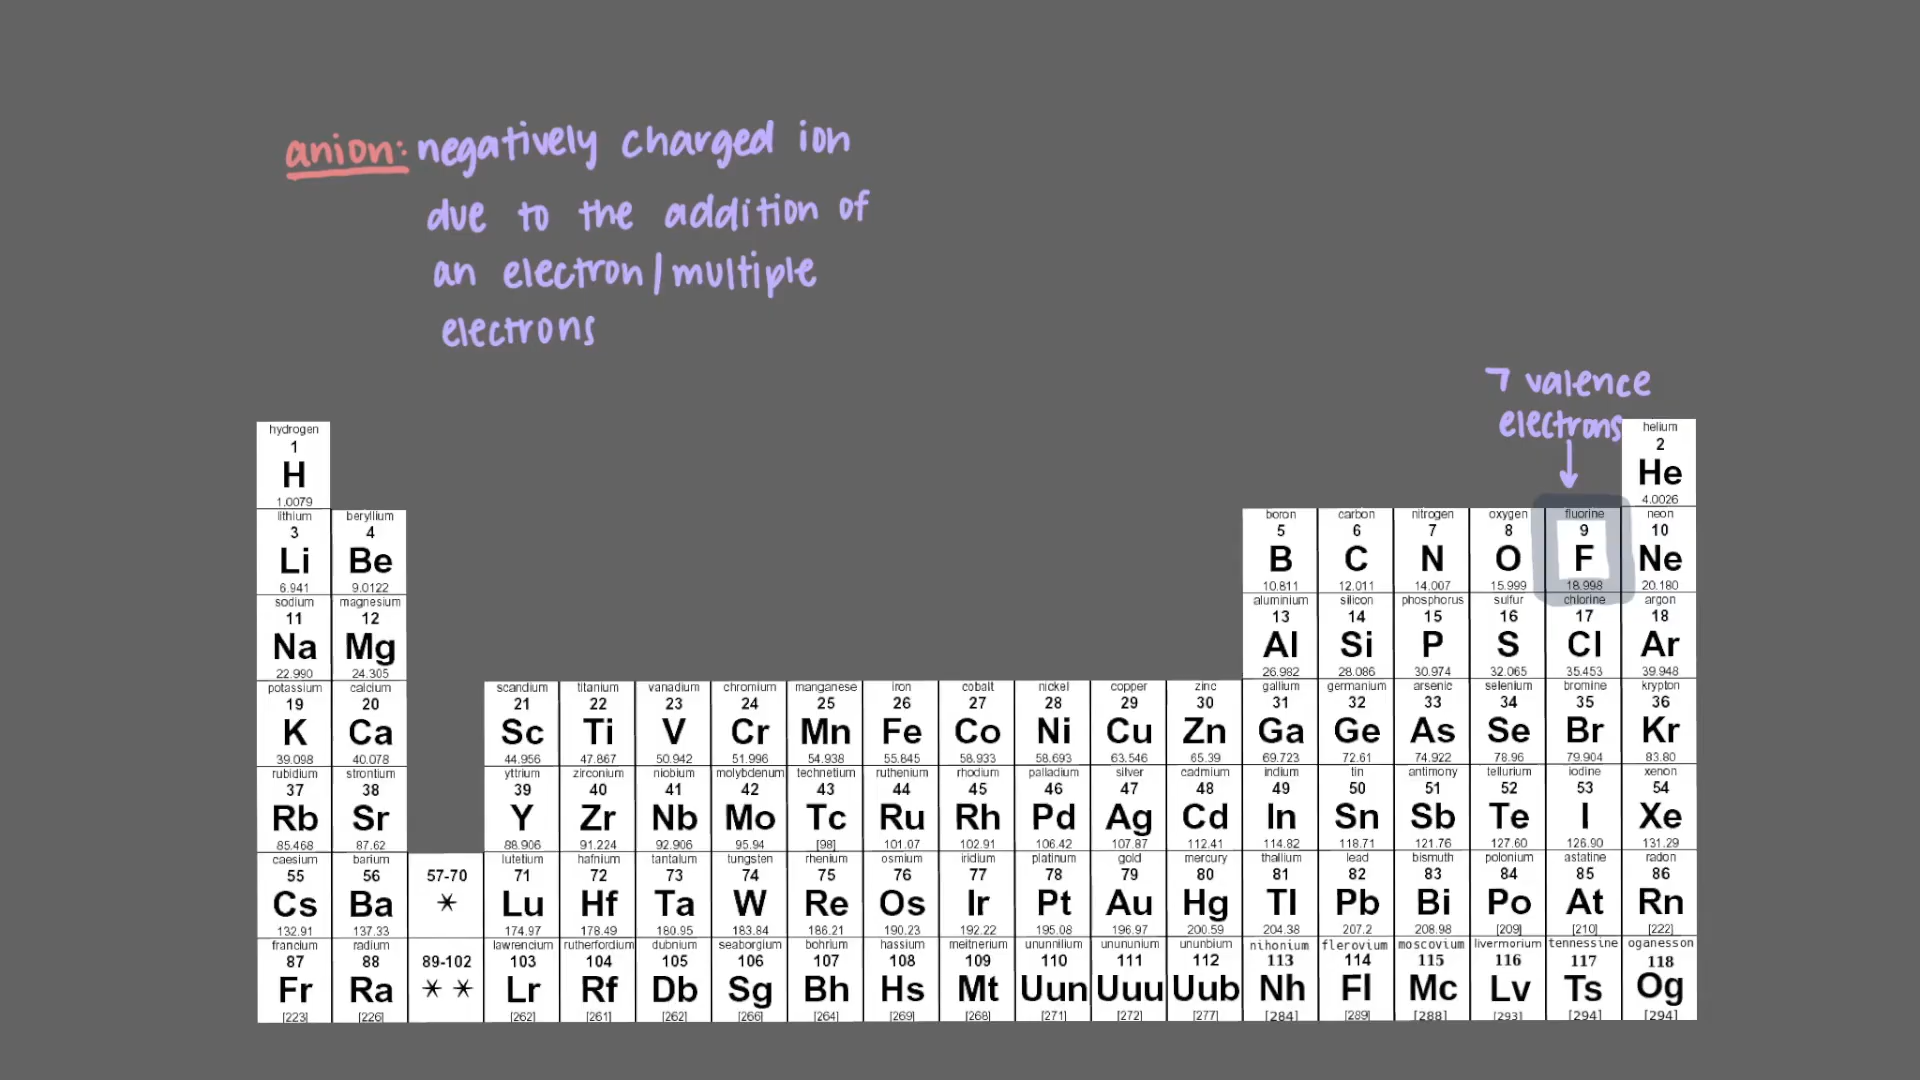 anion: negatively charged ion
due to the addition of
an electron/multiple
electrons
7 valence
electrons
hydrogen helium
1 2
H He
1.0079 4.0026
lithium beryllium boron carbon nitrogen oxygen fluorine neon
3 4 5 6 7 8 9 10
Li Be B C N O F Ne
6.941 9.0122 10.811 12.011 14.007 15.999 18.998 20.180
sodium magnesium aluminium silicon phosphorus sulfur chlorine argon
11 12 13 14 15 16 17 18
Na Mg Al Si P S Cl Ar
22.990 24.305 26.982 28.086 30.974 32.065 35.453 39.948
potassium calcium scandium titanium vanadium chromium manganese iron cobalt nickel copper zinc gallium germanium arsenic selenium bromine krypton
19 20 21 22 23 24 25 26 27 28 29 30 31 32 33 34 35 36
K Ca Sc Ti V Cr Mn Fe Co Ni Cu Zn Ga Ge As Se Br Kr
39.098 40.078 44.956 47.867 50.942 51.996 54.938 55.845 58.933 58.693 63.546 65.39 69.723 72.61 74.922 78.96 79.904 83.80
rubidium strontium yttrium zirconium niobium molybdenum technetium ruthenium rhodium palladium silver cadmium indium tin antimony tellurium iodine xenon
37 38 39 40 41 42 43 44 45 46 47 48 49 50 51 52 53 54
Rb Sr Y Zr Nb Mo Tc Ru Rh Pd Ag Cd In Sn Sb Te I Xe
85.468 87.62 88.906 91.224 92.906 95.94 [98] 101.07 102.91 106.42 107.87 112.41 114.82 118.71 121.76 127.60 126.90 131.29
caesium barium lutetium hafnium tantalum tungsten rhenium osmium iridium platinum gold mercury thallium lead bismuth polonium astatine radon
55 56 57-70 71 72 73 74 75 76 77 78 79 80 81 82 83 84 85 86
Cs Ba * Lu Hf Ta W Re Os Ir Pt Au Hg Tl Pb Bi Po At Rn
132.91 137.33 174.97 178.49 180.95 183.84 186.21 190.23 192.22 195.08 196.97 200.59 204.38 207.2 208.98 [209] [210] [222]
francium radium lawrencium rutherfordium dubnium seaborgium bohrium hassium meitnerium ununnilium unununium ununbium nihonium flerovium moscovium livermorium tennessine oganesson
87 88 89-102 103 104 105 106 107 108 109 110 111 112 113 114 115 116 117 118
Fr Ra * * Lr Rf Db Sg Bh Hs Mt Uun Uuu Uub Nh Fl Mc Lv Ts Og
[223] [226] [262] [261] [262] [266] [264] [269] [268] [271] [272] [277] [284] [289] [288] [293] [294] [294]